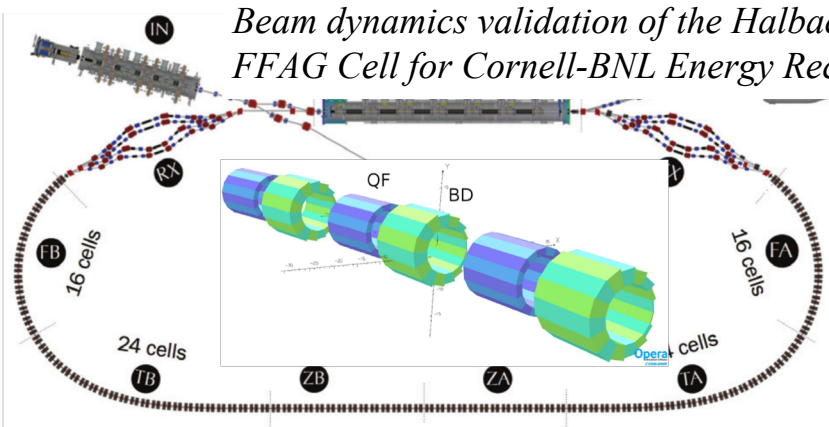 Beam dynamics validation of the Halbac
FFAG Cell for Cornell-BNL Energy Rec
IN
RX
QF
BD
Y
X
FB
16 cells
16 cells
FA
24 cells
cells
Opera
TB
ZB
ZA
TA